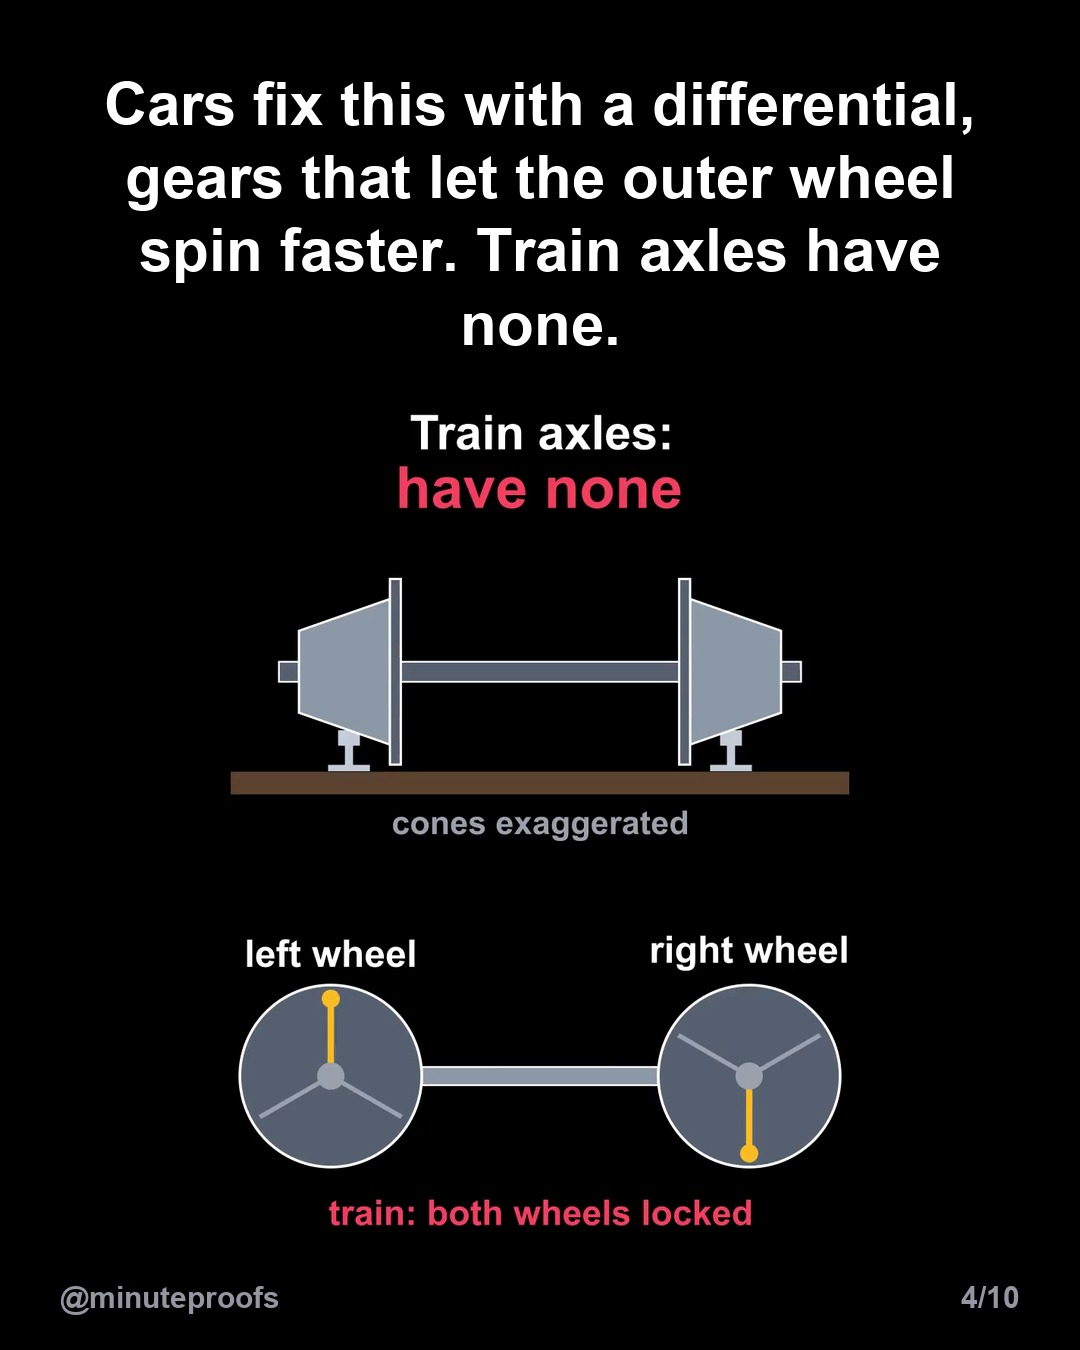 Cars fix this with a differential,
gears that let the outer wheel
spin faster. Train axles have
none.
Train axles:
have none
cones exaggerated
left wheel
right wheel
train: both wheels locked
@minuteproofs
4/10